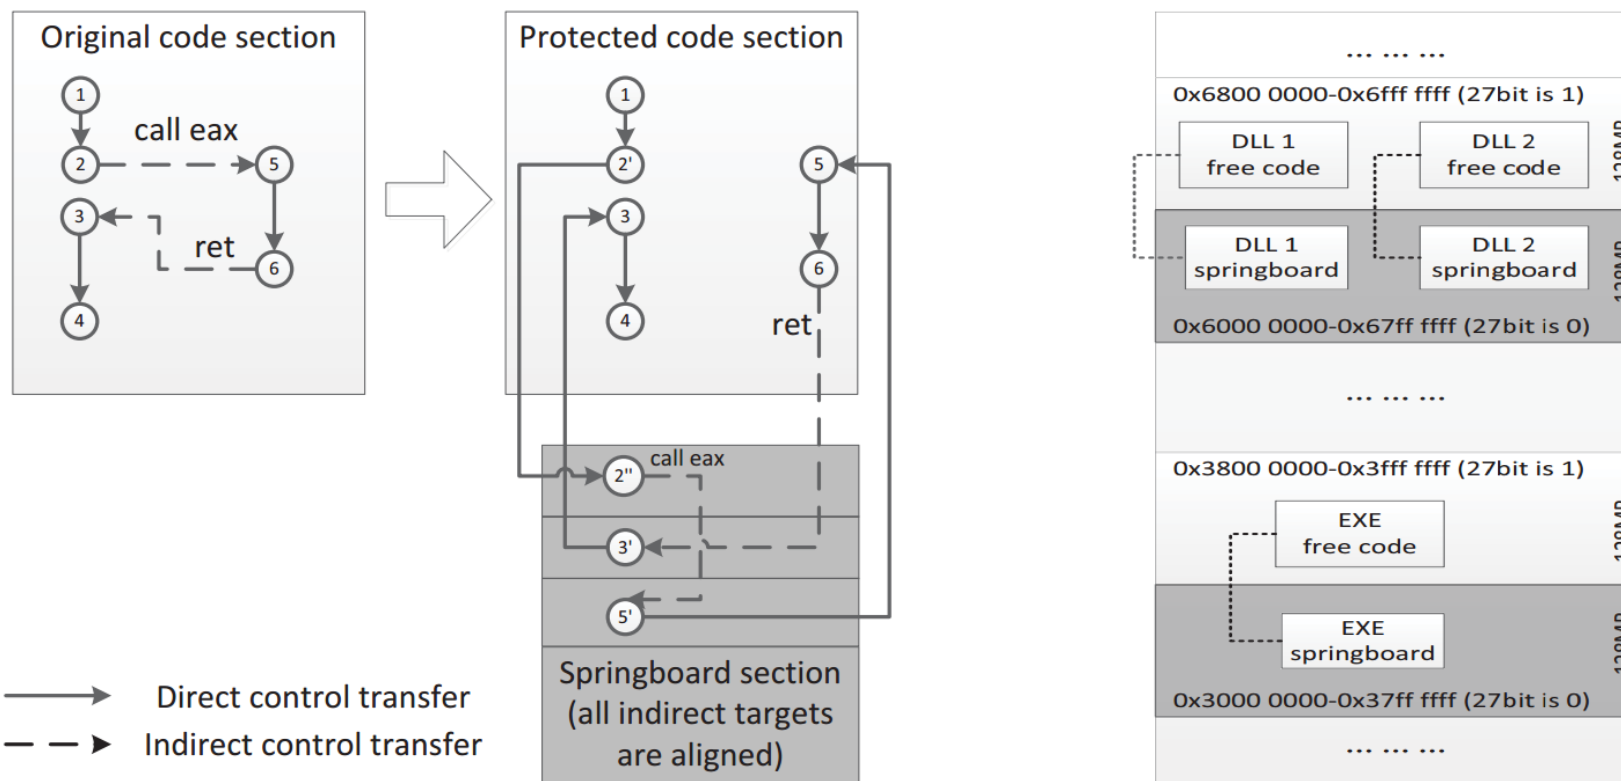 Original code section
1
call eax
2
5
3
ret
6
4
Protected code section
1
2'
5
3
6
4
ret
2''
call eax
3'
5'
Springboard section
(all indirect targets
are aligned)
Direct control transfer
Indirect control transfer
... ... ...
0x6800 0000-0x6fff ffff (27bit is 1)
DLL 1
free code
DLL 2
free code
DLL 1
springboard
DLL 2
springboard
0x6000 0000-0x67ff ffff (27bit is 0)
... ... ...
0x3800 0000-0x3fff ffff (27bit is 1)
EXE
free code
EXE
springboard
0x3000 0000-0x37ff ffff (27bit is 0)
... ... ...